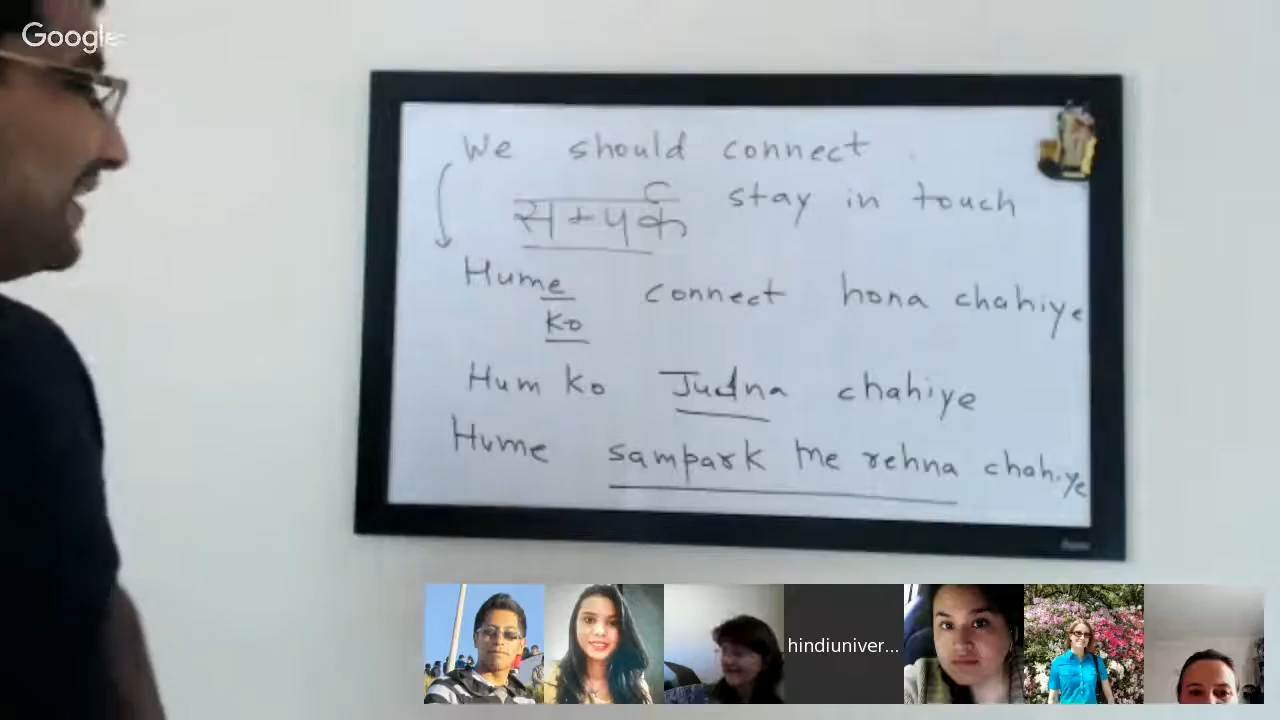 Google
We should connect
सम्पर्क stay in touch
Hume connect hona chahiye
ko
Hum ko Judna chahiye
Hume sampark me rehna chahiye
hindiuniver...